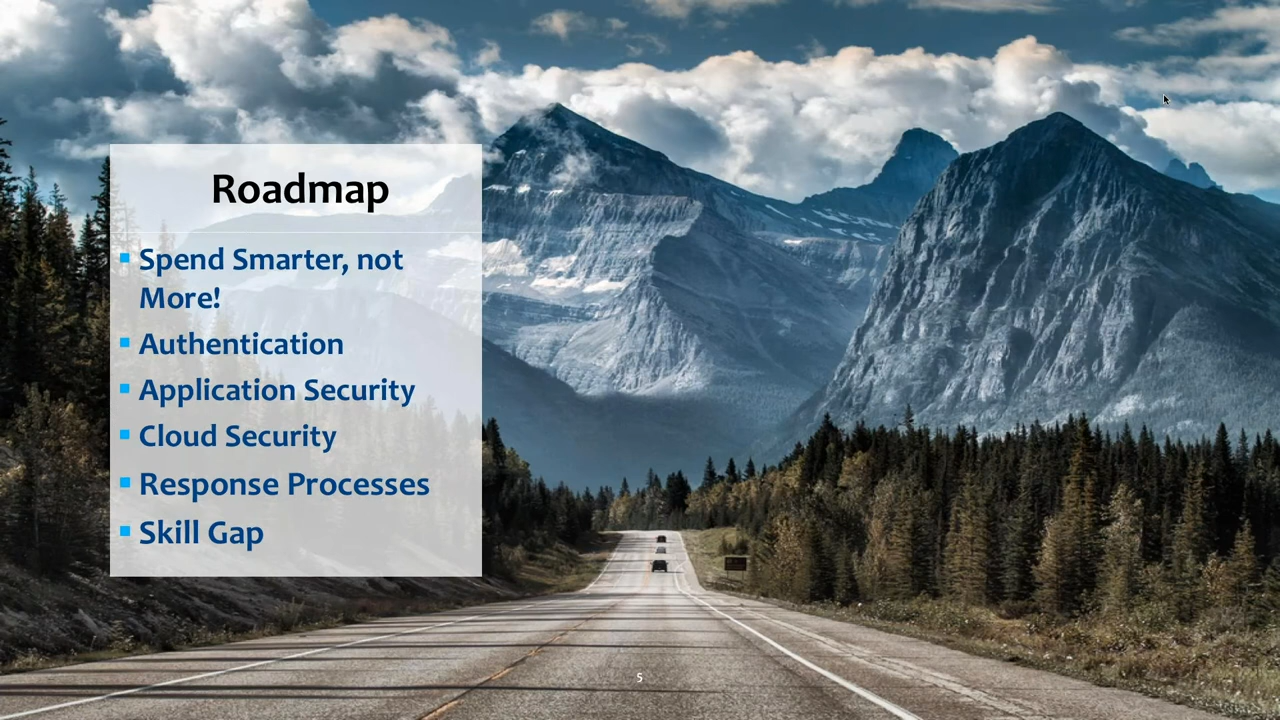 Roadmap
Spend Smarter, not
More!
Authentication
Application Security
Cloud Security
Response Processes
Skill Gap
5